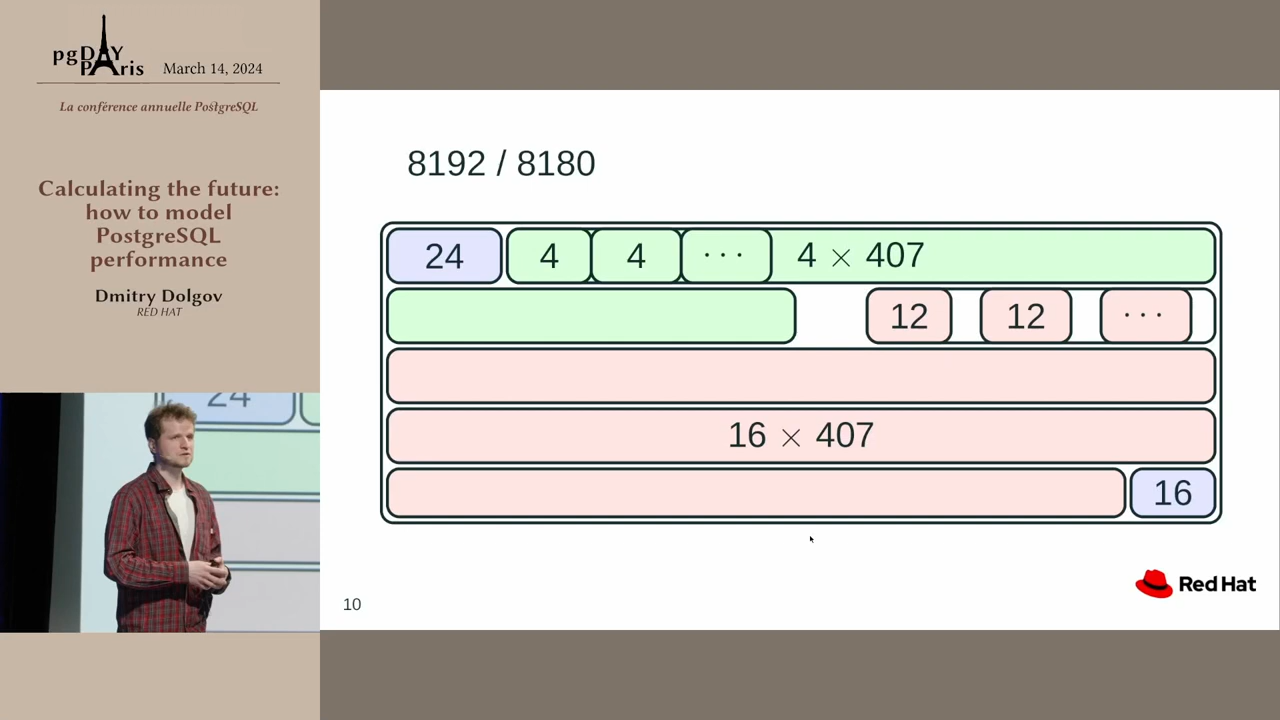 pgDAY
PAris
March 14, 2024
La conférence annuelle PostgreSQL
Calculating the future:
how to model
PostgreSQL
performance
Dmitry Dolgov
RED HAT
8192 / 8180
24 4 4 ··· 4 × 407
12 12 ···
16 × 407
16
10
Red Hat
24